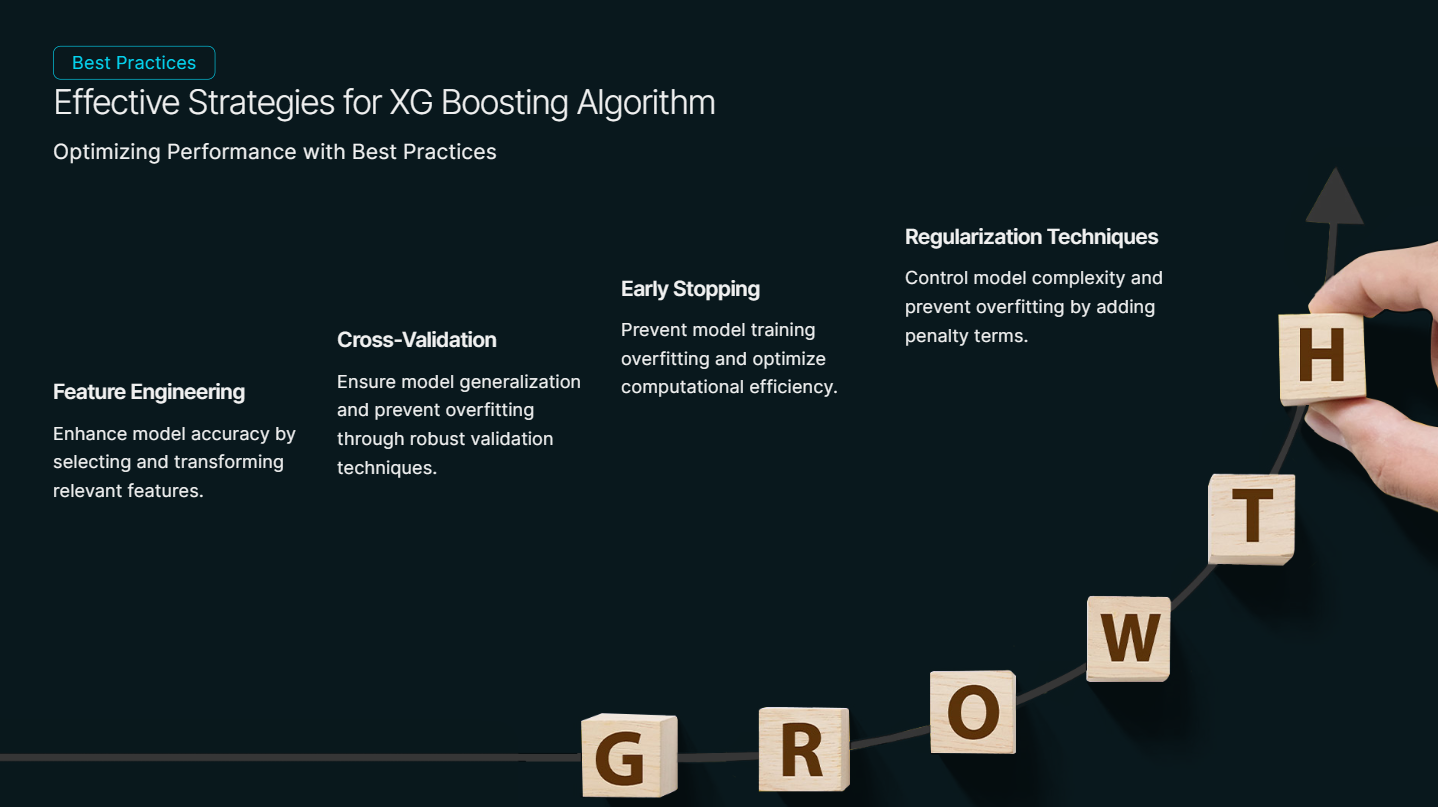 Best Practices
Effective Strategies for XG Boosting Algorithm
Optimizing Performance with Best Practices
Feature Engineering
Enhance model accuracy by
selecting and transforming
relevant features.
Cross-Validation
Ensure model generalization
and prevent overfitting
through robust validation
techniques.
Early Stopping
Prevent model training
overfitting and optimize
computational efficiency.
Regularization Techniques
Control model complexity and
prevent overfitting by adding
penalty terms.
G R O W T H